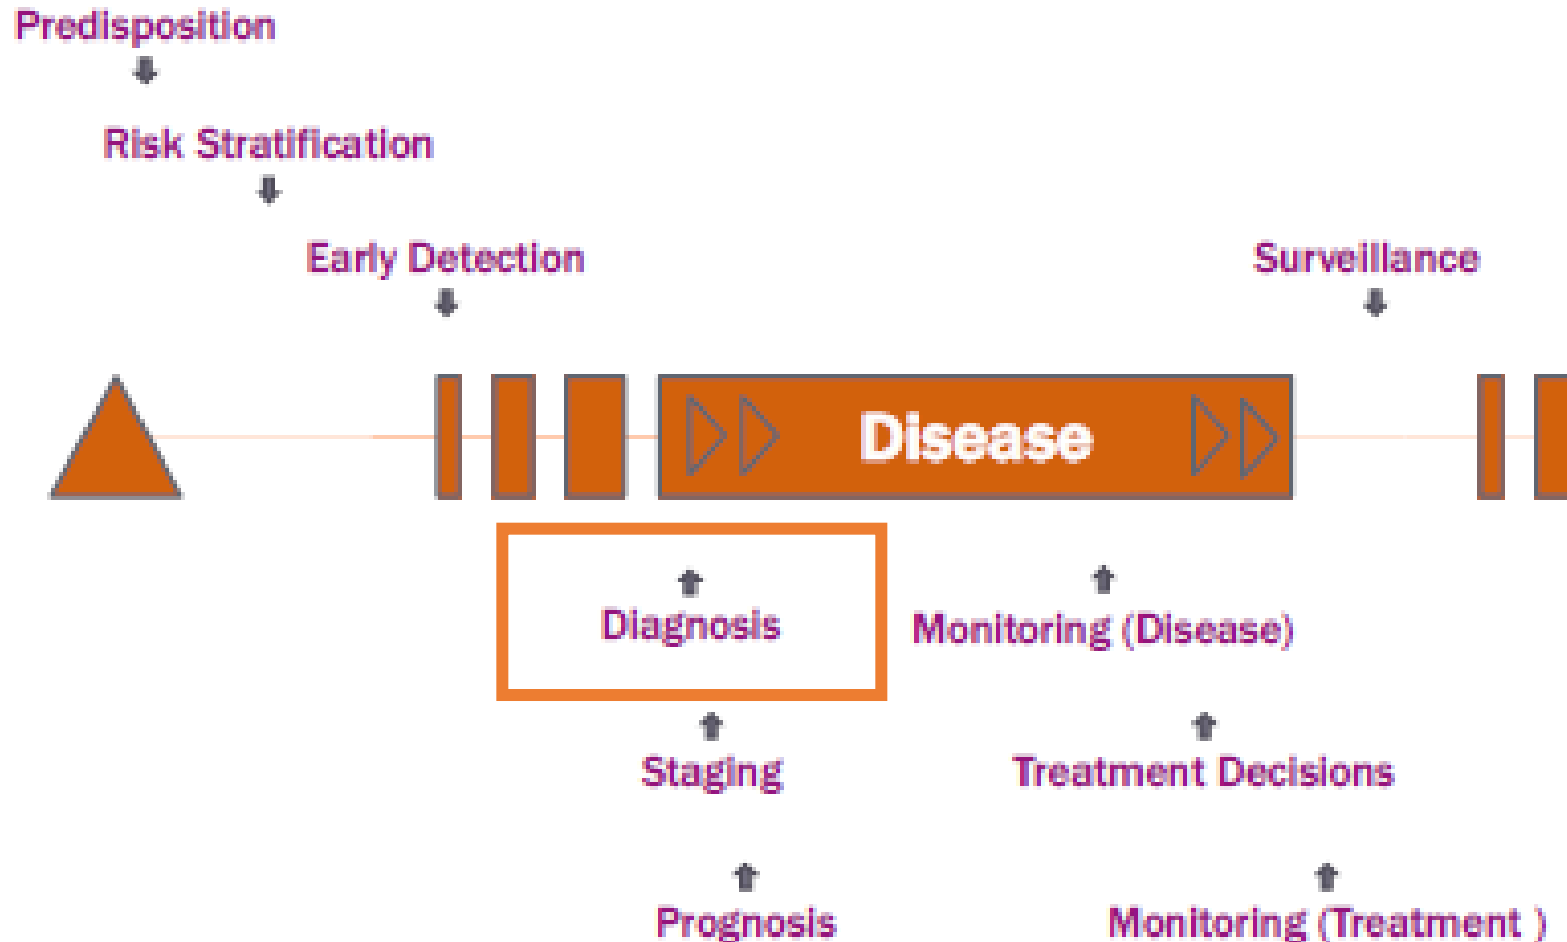 Predisposition
Risk Stratification
Early Detection
Surveillance
Disease
Diagnosis
Monitoring (Disease)
Staging
Treatment Decisions
Prognosis
Monitoring (Treatment )